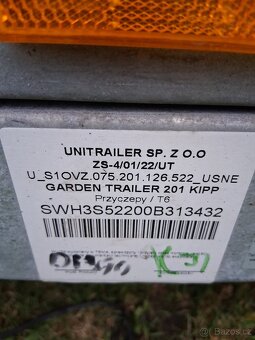 UNITRAILER SP. Z O.O
ZS-4/01/22/UT
U_S1OVZ.075.201.126.522_USNE
GARDEN TRAILER 201 KIPP
Przyczepy / T6
SWH3S52200B313432
Bazoš.cz